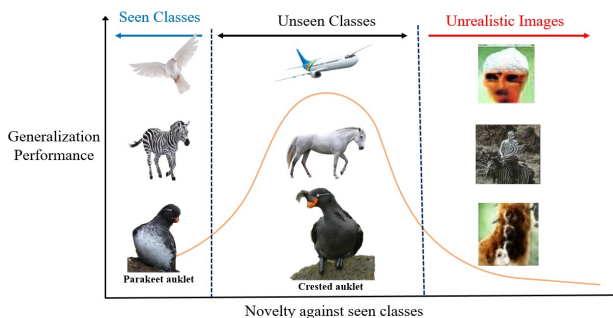 Seen Classes
Unseen Classes
Unrealistic Images
Generalization
Performance
Parakeet auklet
Crested auklet
Novelty against seen classes